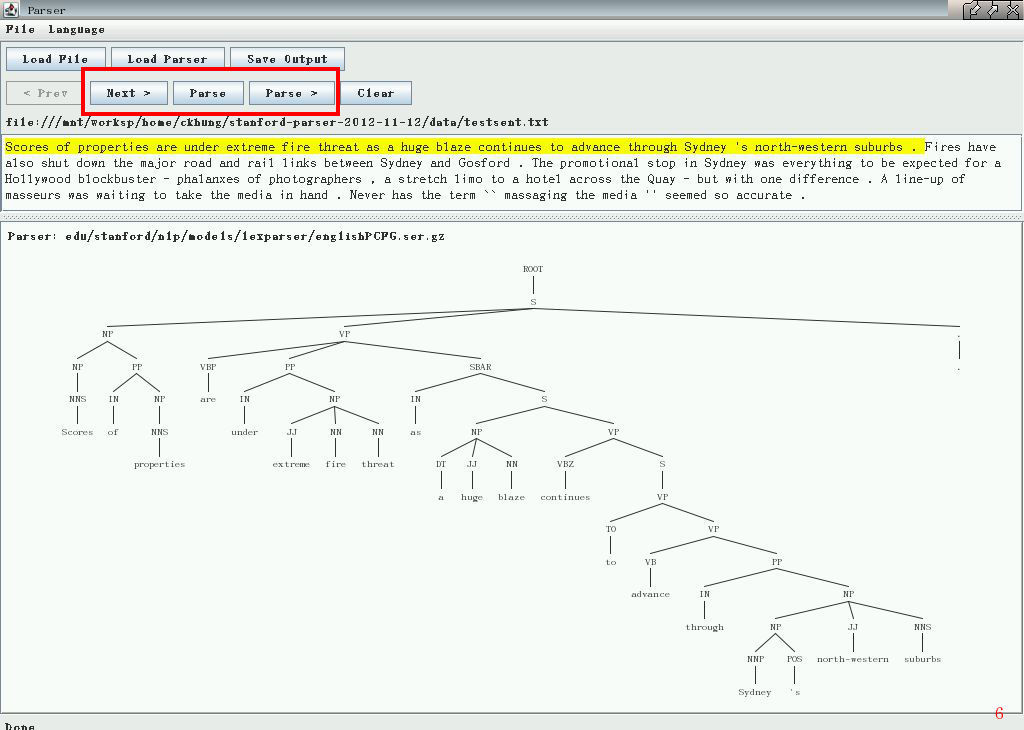 Parser
File Language
Load File Load Parser Save Output
< Prev Next > Parse Parse > Clear
file:///mnt/worksp/home/ckhung/stanford-parser-2012-11-12/data/testsent.txt
Scores of properties are under extreme fire threat as a huge blaze continues to advance through Sydney 's north-western suburbs . Fires have
also shut down the major road and rail links between Sydney and Gosford . The promotional stop in Sydney was everything to be expected for a
Hollywood blockbuster - phalanxes of photographers , a stretch limo to a hotel across the Quay - but with one difference . A line-up of
masseurs was waiting to take the media in hand . Never has the term `` massaging the media '' seemed so accurate .
Parser: edu/stanford/nlp/models/lexparser/englishPCFG.ser.gz
ROOT
S
NP VP .
NP PP VBP PP SBAR .
NNS IN NP are IN NP IN S
Scores of NNS under JJ NN NN as NP VP
properties extreme fire threat DT JJ NN VBZ S
a huge blaze continues VP
TO VP
to VB PP
advance IN NP
through NP JJ NNS
NNP POS north-western suburbs
Sydney 's
6
Done